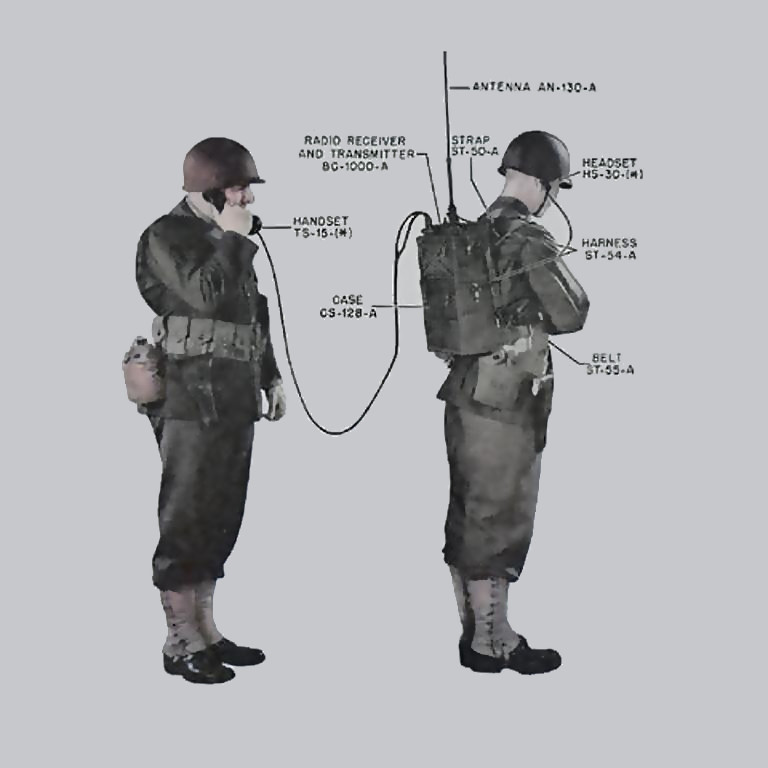 ANTENNA AN-130-A
RADIO RECEIVER
AND TRANSMITTER
BC-1000-A
STRAP
ST-50-A
HEADSET
HS-30-(*)
HANDSET
TS-15-(*)
HARNESS
ST-54-A
CASE
CS-128-A
BELT
ST-55-A